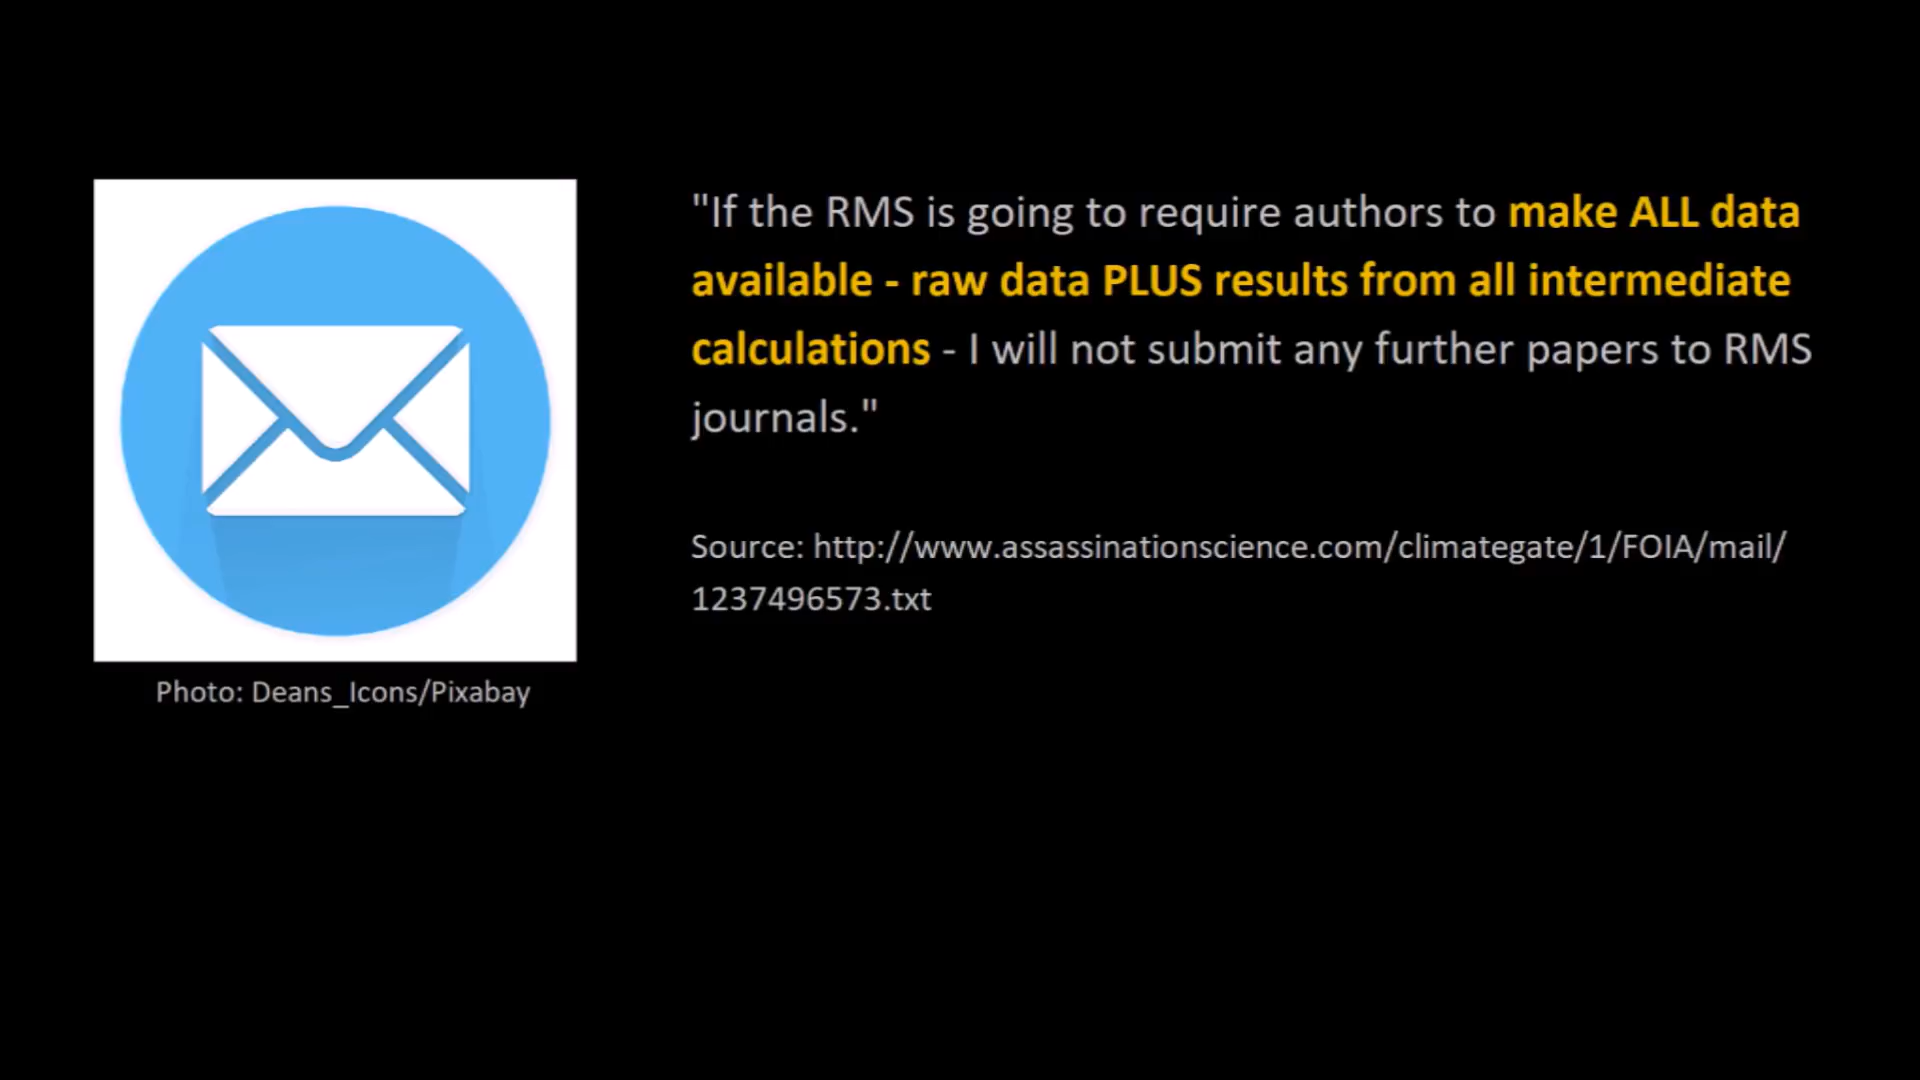 "If the RMS is going to require authors to make ALL data
available - raw data PLUS results from all intermediate
calculations - I will not submit any further papers to RMS
journals."
Source: http://www.assassinationscience.com/climategate/1/FOIA/mail/
1237496573.txt
Photo: Deans_Icons/Pixabay